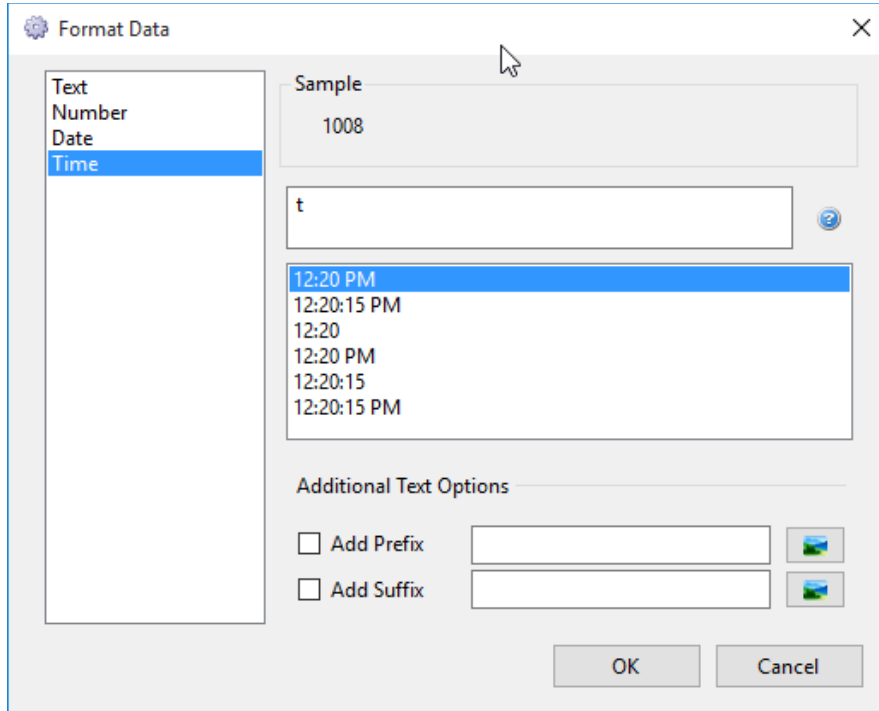 Format Data
Text
Number
Date
Time
Sample
1008
t
12:20 PM
12:20:15 PM
12:20
12:20 PM
12:20:15
12:20:15 PM
Additional Text Options
Add Prefix
Add Suffix
OK Cancel